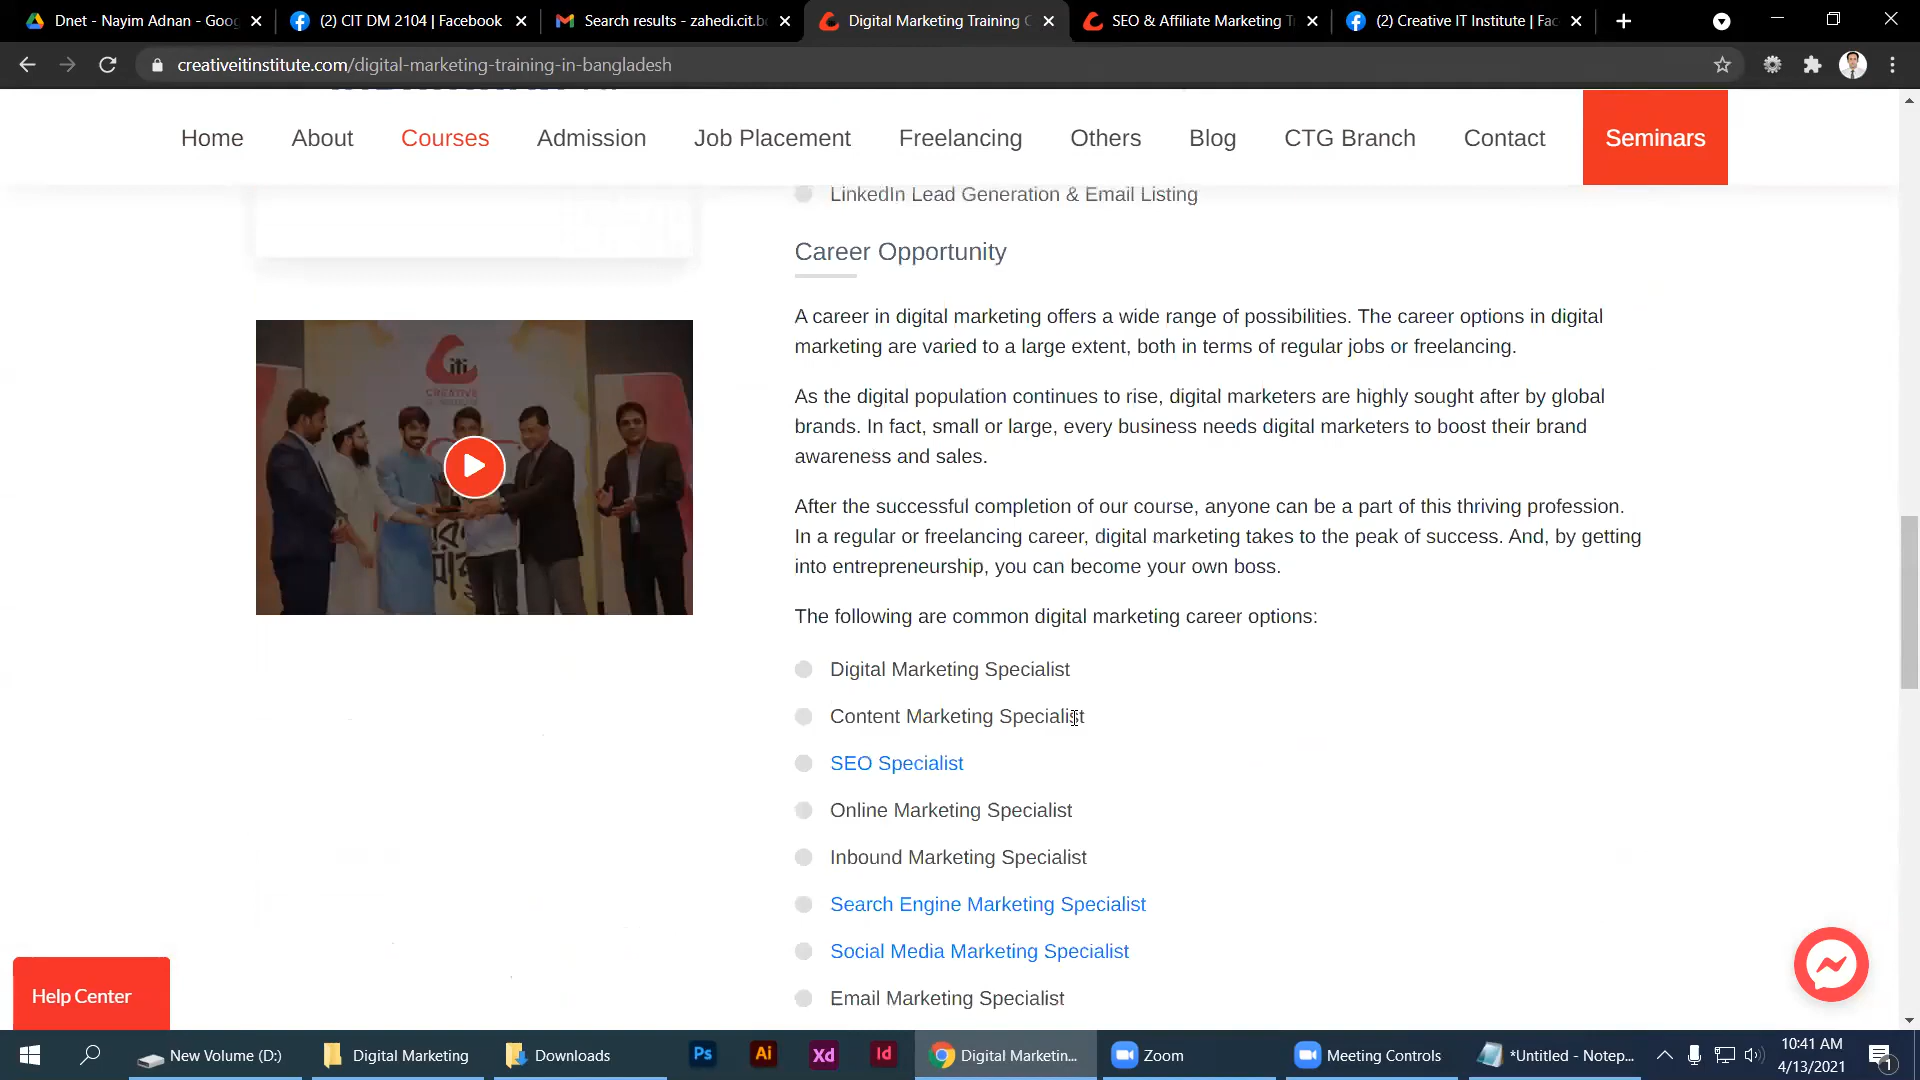 Dnet - Nayim Adnan - Goo
(2) CIT DM 2104 | Facebook
Search results - zahedi.cit.b
Digital Marketing Training
SEO & Affiliate Marketing T
(2) Creative IT Institute | Fac
creativeitinstitute.com/digital-marketing-training-in-bangladesh
Home
About
Courses
Admission
Job Placement
Freelancing
Others
Blog
CTG Branch
Contact
Seminars
LinkedIn Lead Generation & Email Listing
Career Opportunity
A career in digital marketing offers a wide range of possibilities. The career options in digital
marketing are varied to a large extent, both in terms of regular jobs or freelancing.
As the digital population continues to rise, digital marketers are highly sought after by global
brands. In fact, small or large, every business needs digital marketers to boost their brand
awareness and sales.
After the successful completion of our course, anyone can be a part of this thriving profession.
In a regular or freelancing career, digital marketing takes to the peak of success. And, by getting
into entrepreneurship, you can become your own boss.
The following are common digital marketing career options:
Digital Marketing Specialist
Content Marketing Specialist
SEO Specialist
Online Marketing Specialist
Inbound Marketing Specialist
Search Engine Marketing Specialist
Social Media Marketing Specialist
Email Marketing Specialist
CREATIVE
Help Center
New Volume (D:)
Digital Marketing
Downloads
Ps
Ai
Xd
Id
Digital Marketin...
Zoom
Meeting Controls
*Untitled - Notep...
10:41 AM
4/13/2021
1